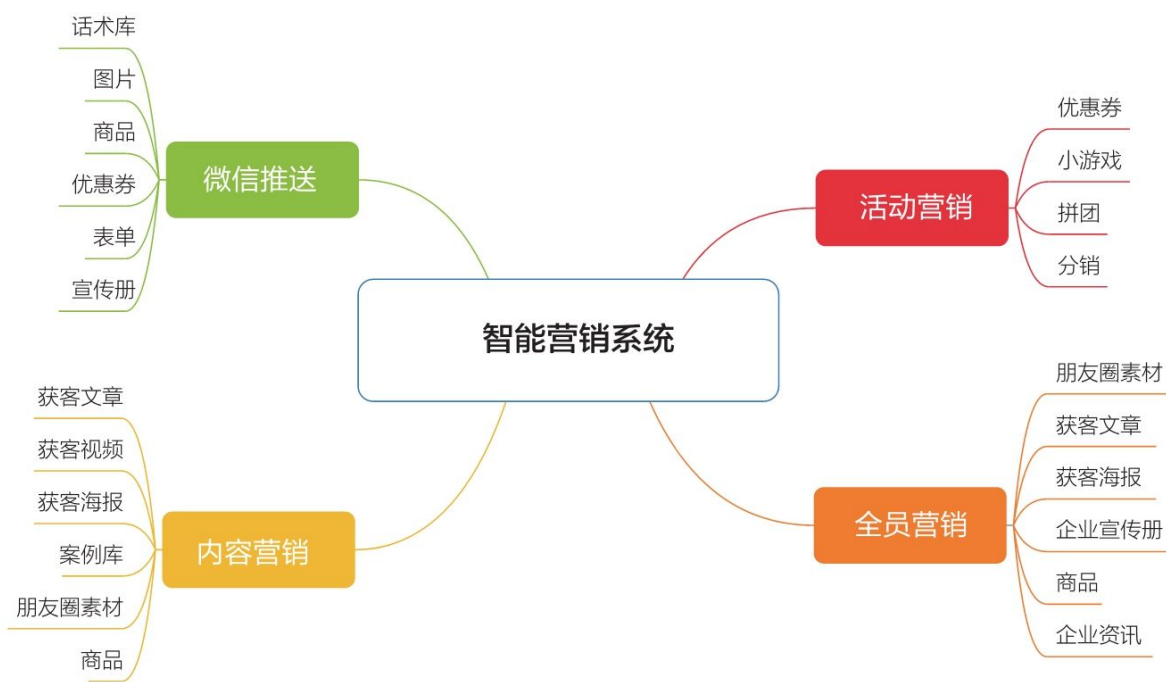 智能营销系统
微信推送
话术库
图片
商品
优惠券
表单
宣传册
内容营销
获客文章
获客视频
获客海报
案例库
朋友圈素材
商品
活动营销
优惠券
小游戏
拼团
分销
全员营销
朋友圈素材
获客文章
获客海报
企业宣传册
商品
企业资讯